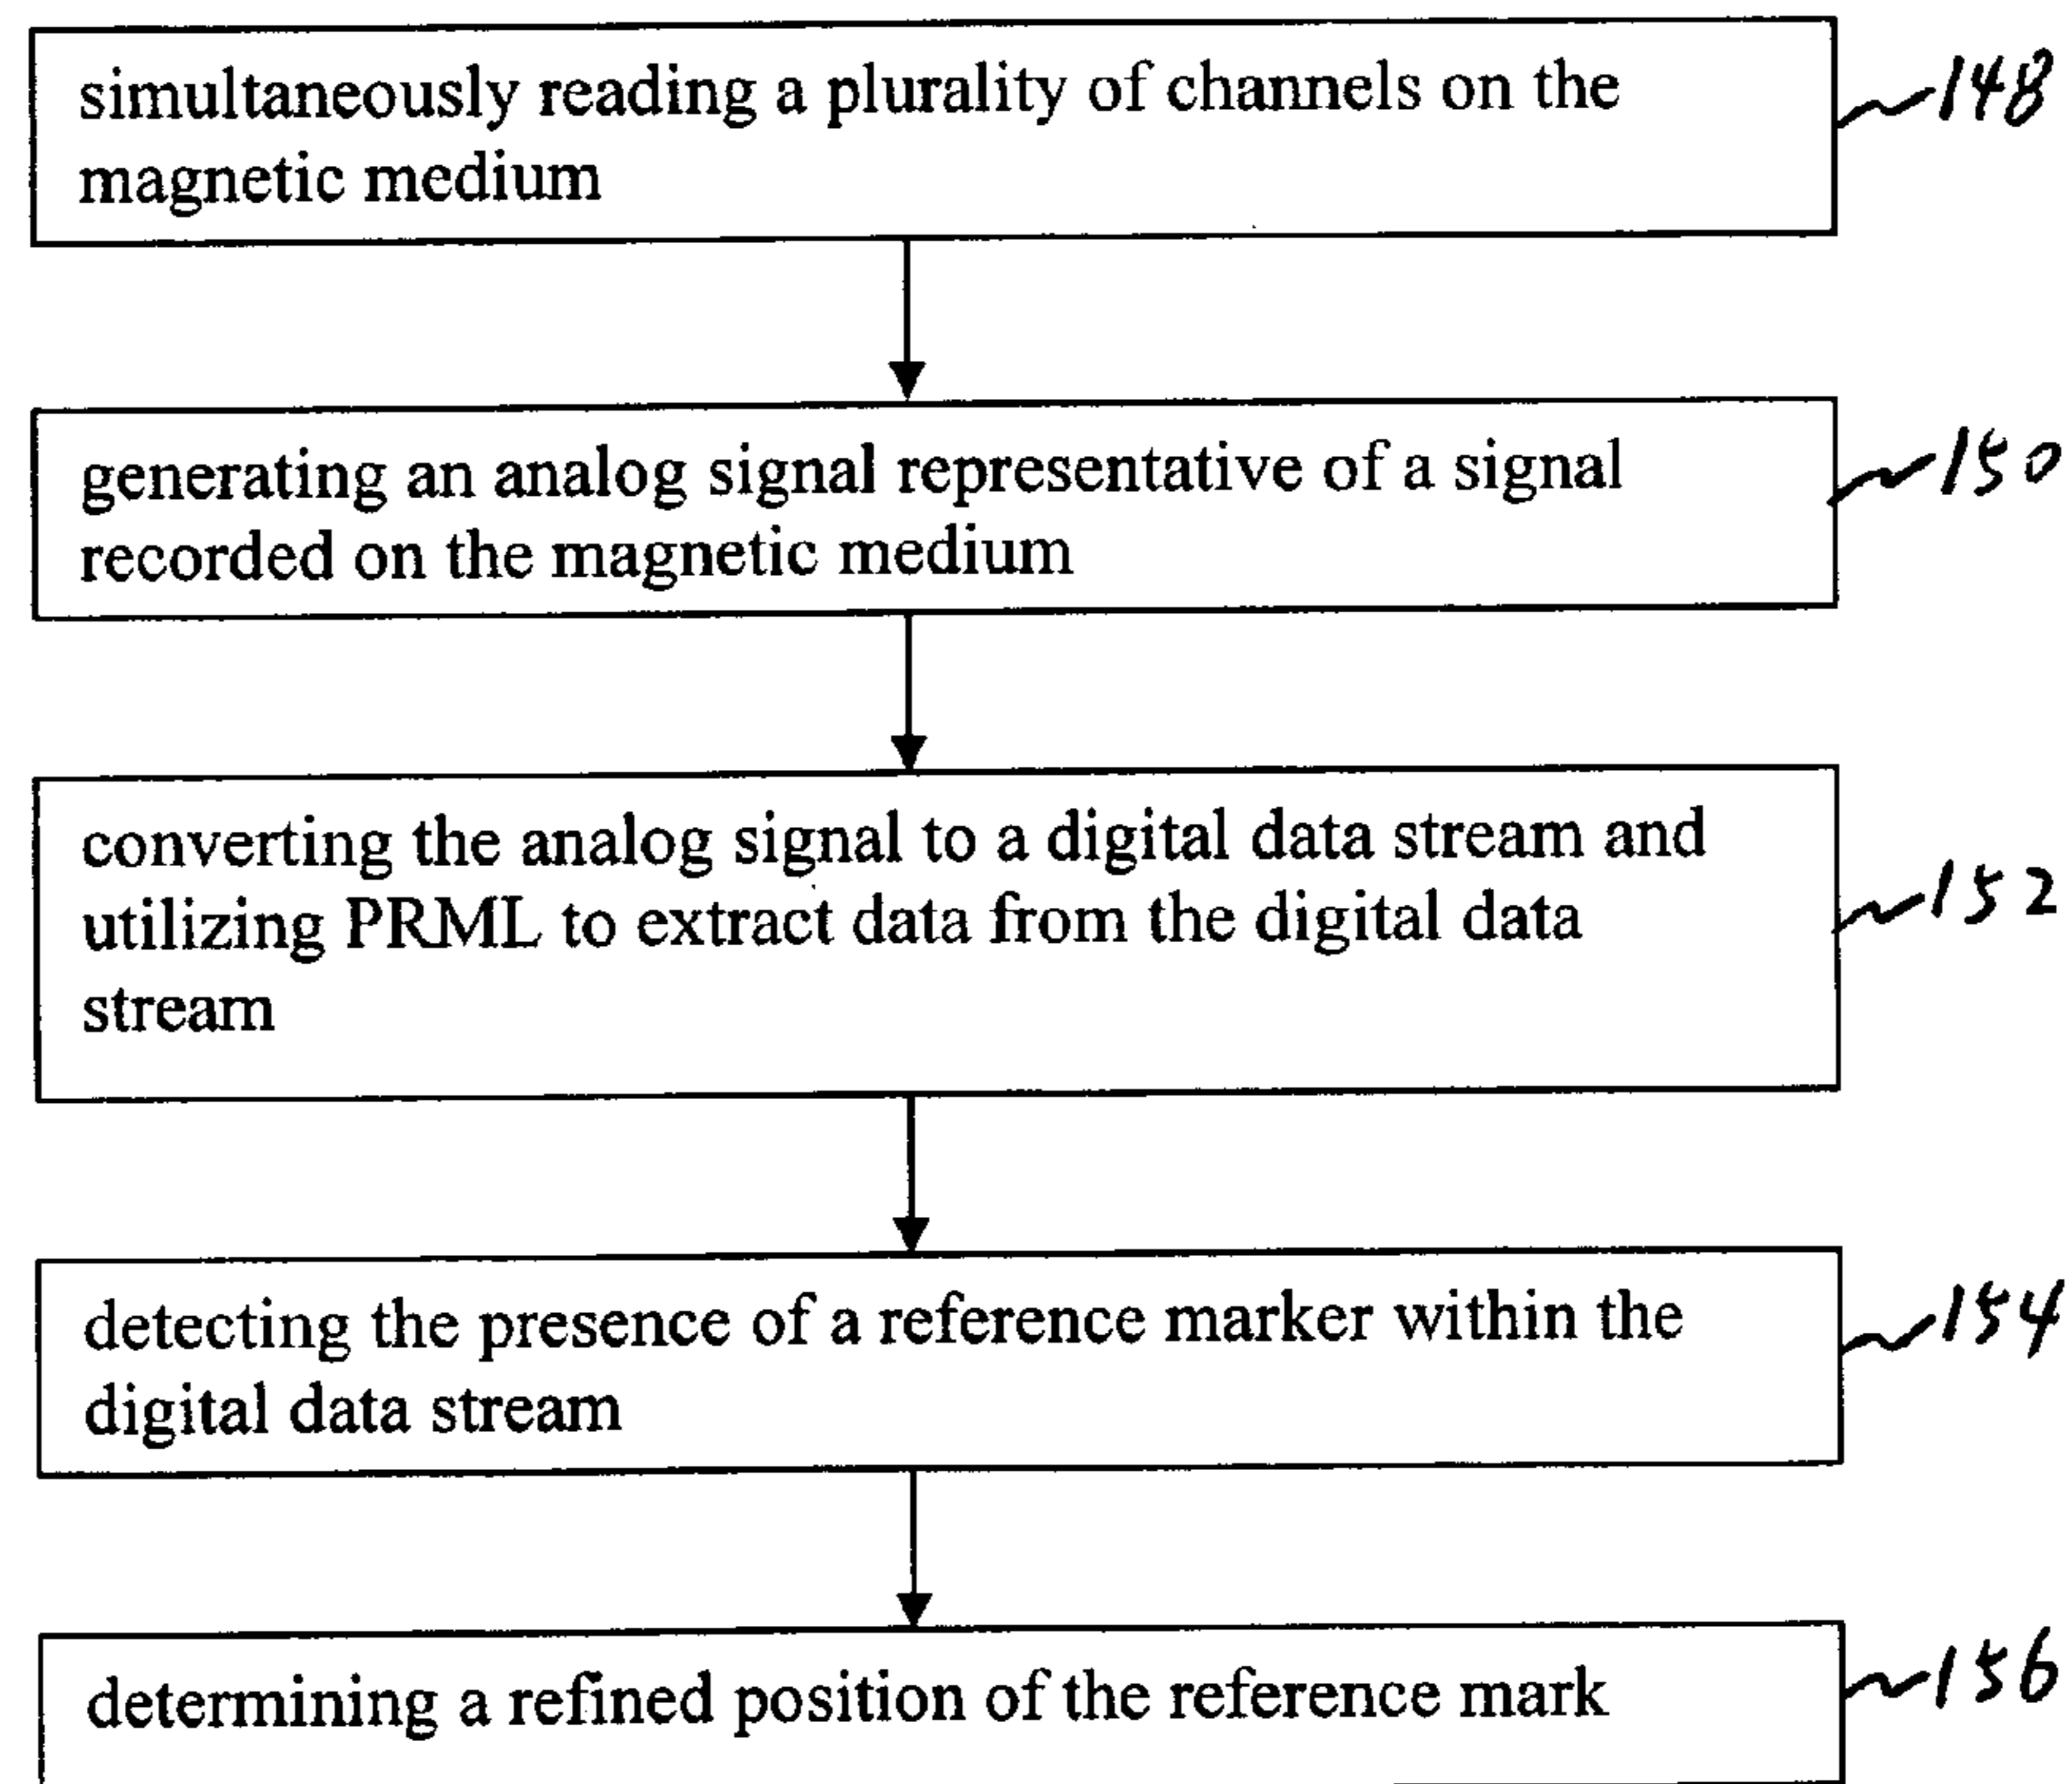 simultaneously reading a plurality of channels on the
magnetic medium
148
generating an analog signal representative of a signal
recorded on the magnetic medium
150
converting the analog signal to a digital data stream and
utilizing PRML to extract data from the digital data
stream
152
detecting the presence of a reference marker within the
digital data stream
154
determining a refined position of the reference mark
156